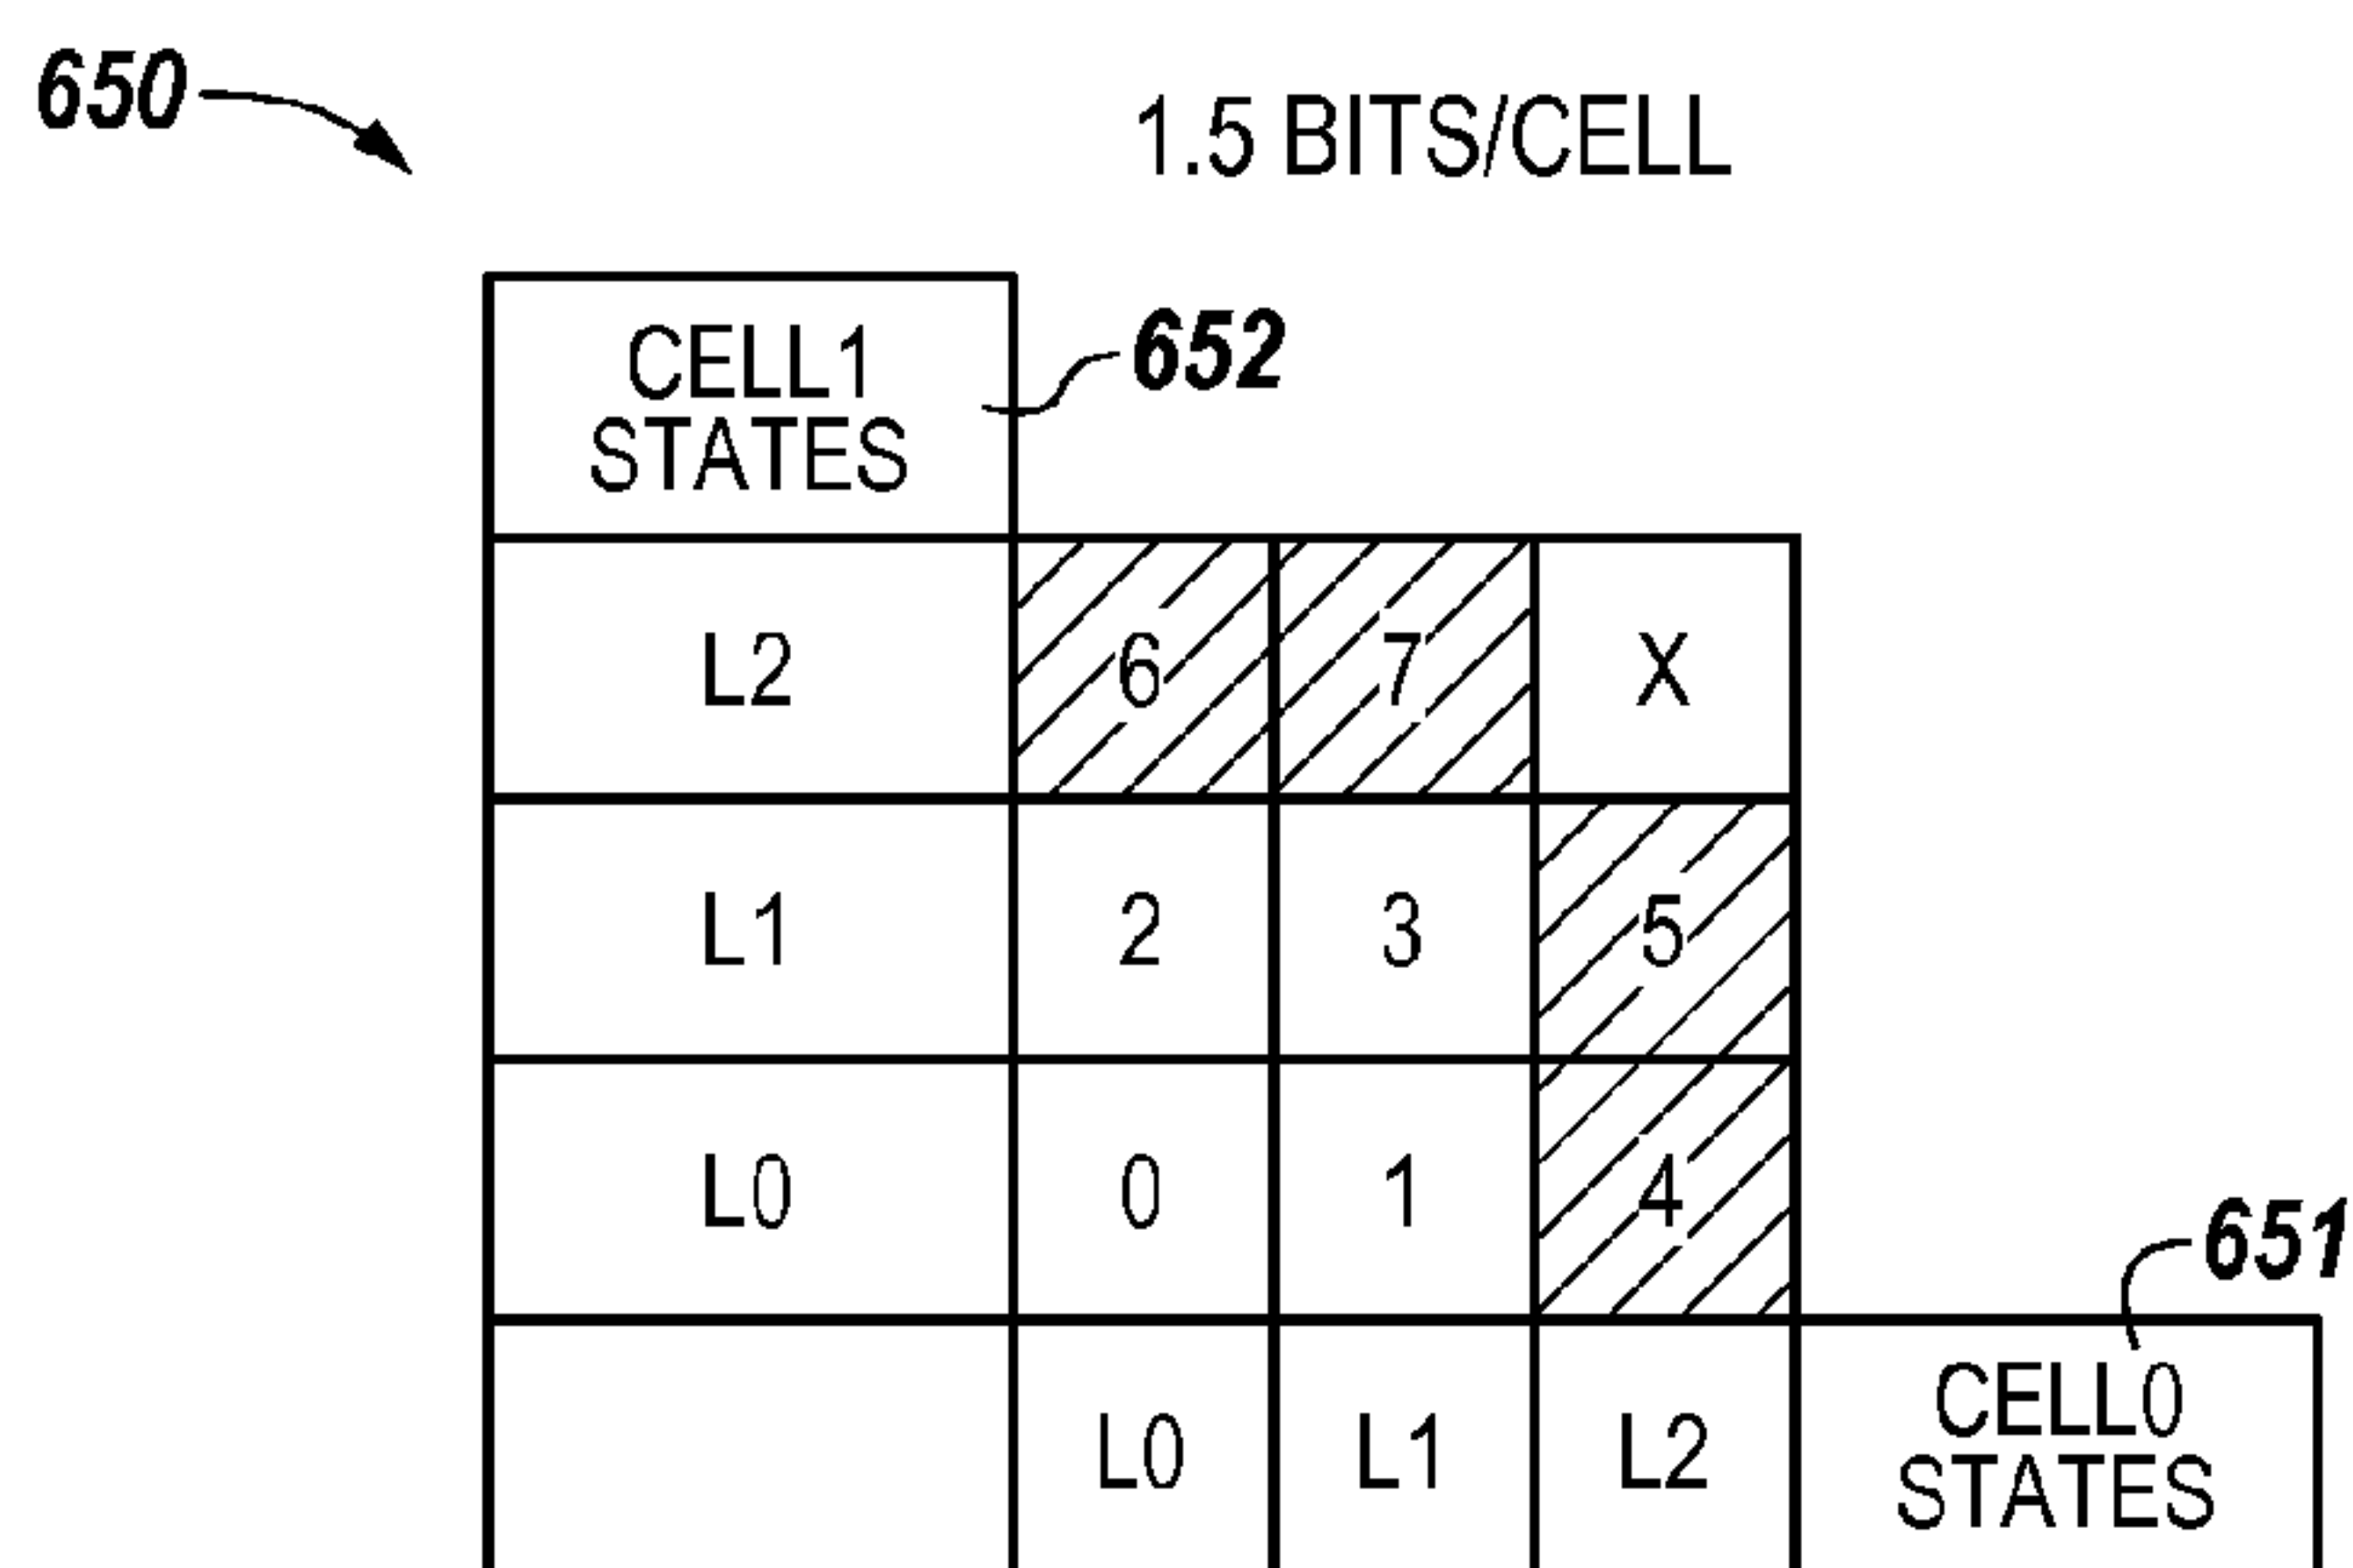 650
1.5 BITS/CELL
CELL1
STATES
652
L2 6 7 X
L1 2 3 5
L0 0 1 4
651
L0 L1 L2
CELL0
STATES